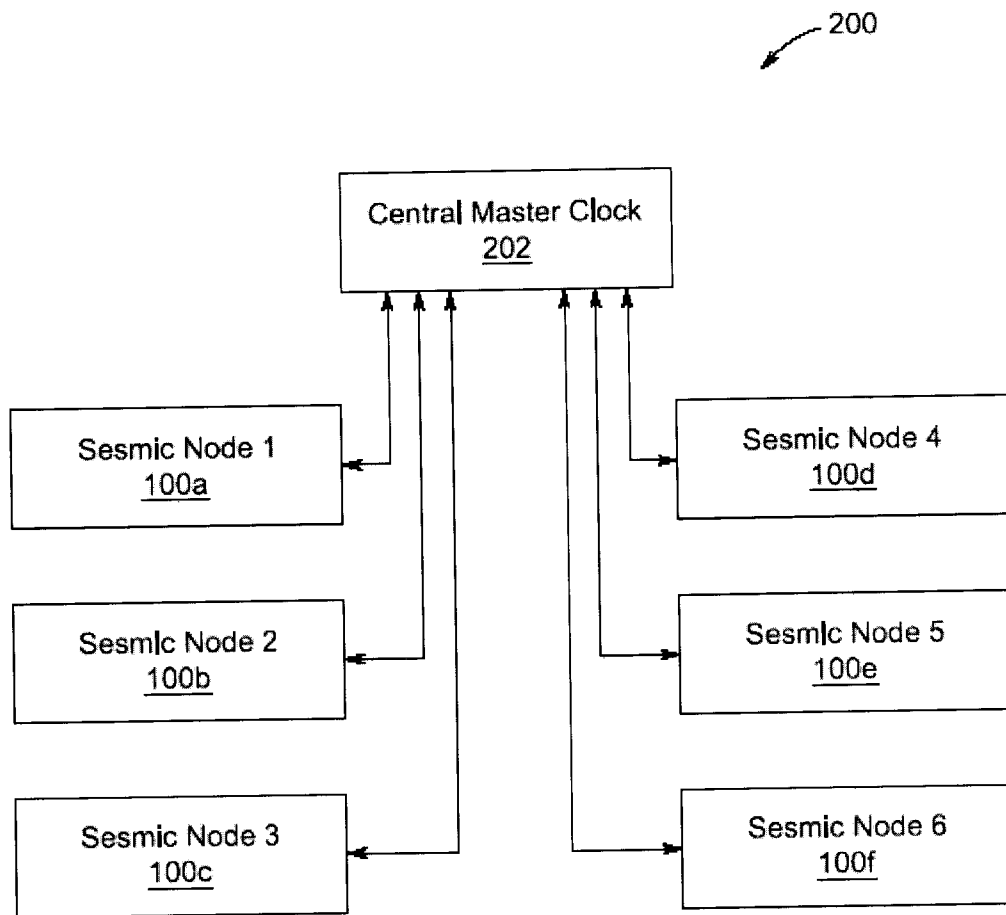 200
Central Master Clock
202
Sesmic Node 1
100a
Sesmic Node 4
100d
Sesmic Node 2
100b
Sesmic Node 5
100e
Sesmic Node 3
100c
Sesmic Node 6
100f